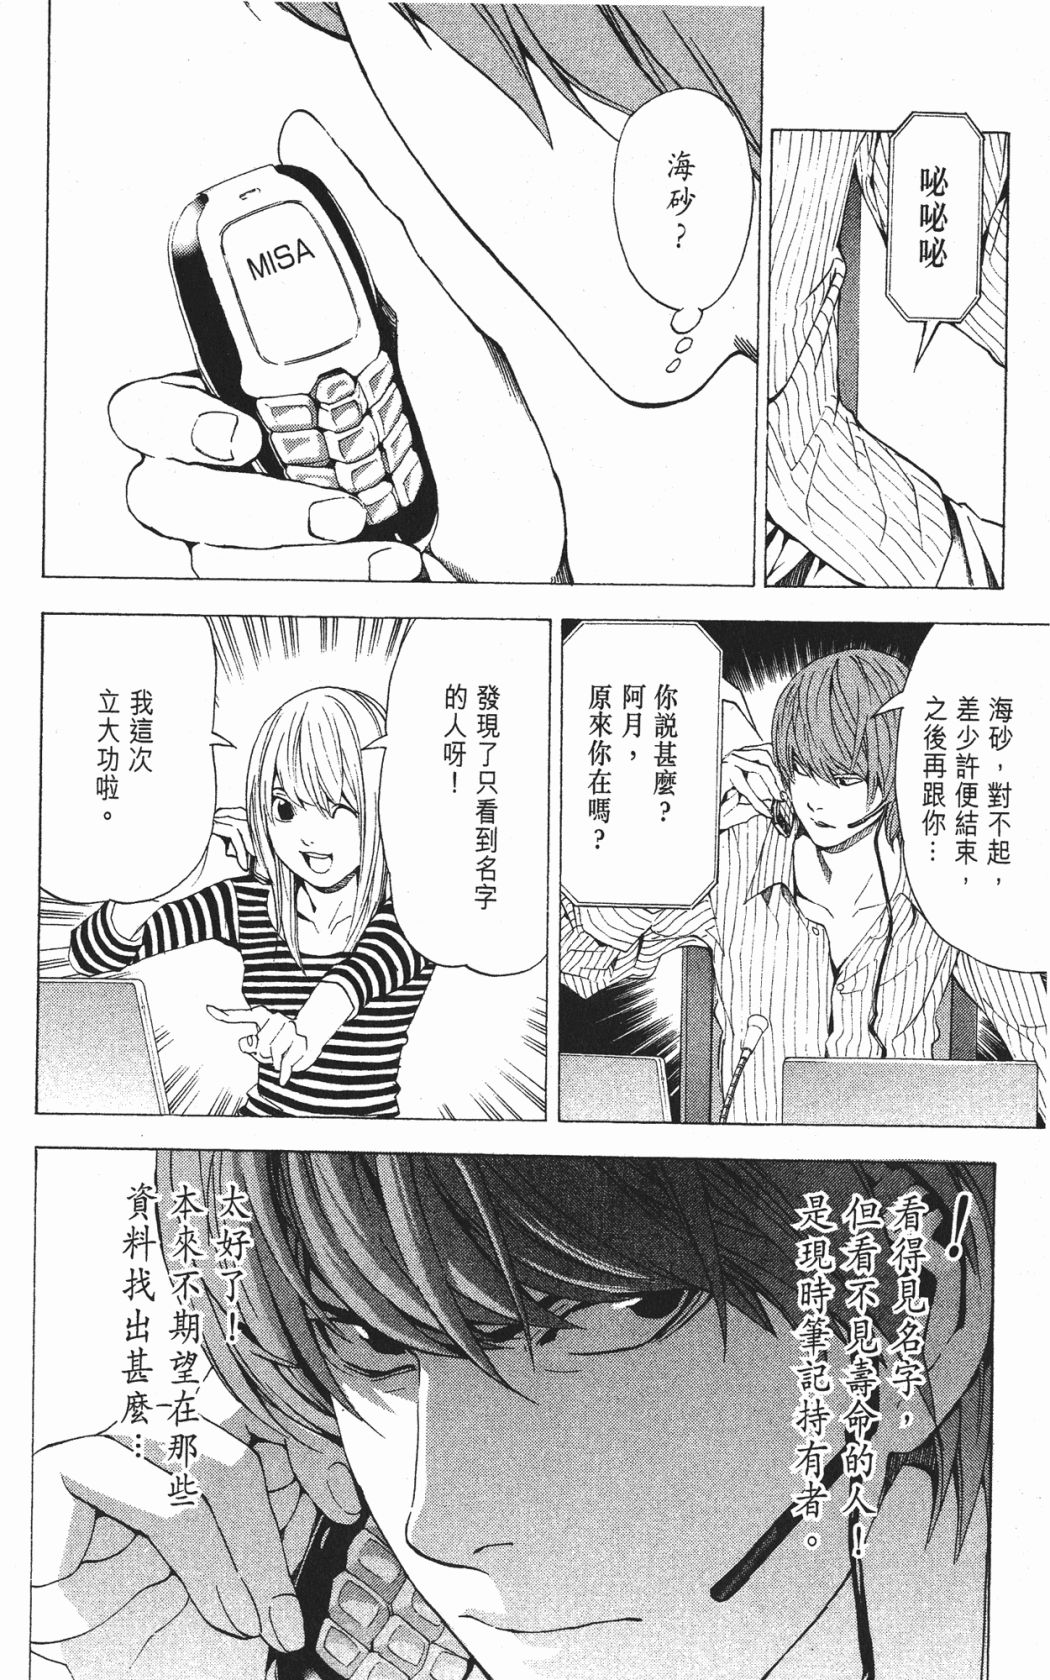 咇咇咇
海砂?
MISA
海砂,對不起,
差少許便結束,
之後再跟你…
你説甚麼?
阿月,
原來你在嗎?
發現了只看到名字
的人呀!
我這次
立大功啦。
!
看得見名字,
但看不見壽命的人!
是現時筆記持有者。
太好了!
本來不期望在那些
資料找出甚麼…